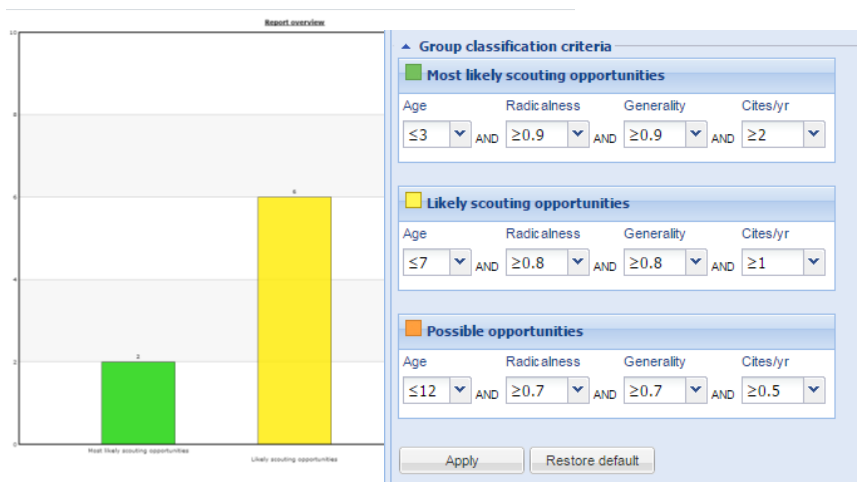 Report overview
10
8
6
4
2
0
2
6
Most likely scouting opportunities
Likely scouting opportunities
Group classification criteria
Most likely scouting opportunities
Age Radicalness Generality Cites/yr
≤3 AND ≥0.9 AND ≥0.9 AND ≥2
Likely scouting opportunities
Age Radicalness Generality Cites/yr
≤7 AND ≥0.8 AND ≥0.8 AND ≥1
Possible opportunities
Age Radicalness Generality Cites/yr
≤12 AND ≥0.7 AND ≥0.7 AND ≥0.5
Apply Restore default